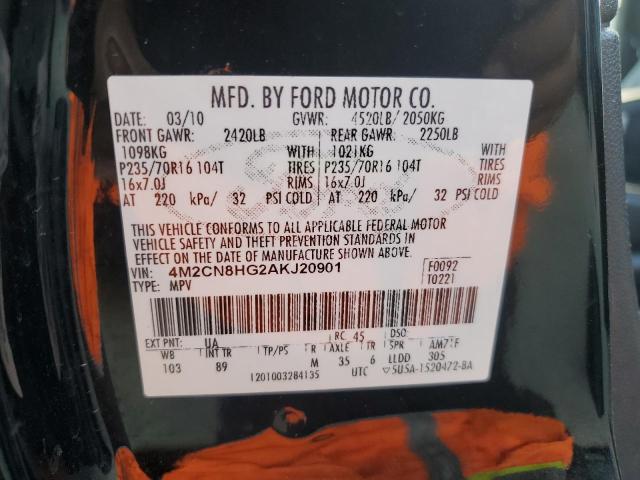 MFD. BY FORD MOTOR CO.
DATE: 03/10 GVWR: 4520LB/ 2050KG
FRONT GAWR: 2420LB REAR GAWR: 2250LB
1098KG WITH 1021KG WITH
P235/70R16 104T TIRES P235/70R16 104T TIRES
16x7.0J RIMS 16x7.0J RIMS
AT 220 kPa/ 32 PSI COLD AT 220 kPa/ 32 PSI COLD
THIS VEHICLE CONFORMS TO ALL APPLICABLE FEDERAL MOTOR
VEHICLE SAFETY AND THEFT PREVENTION STANDARDS IN
EFFECT ON THE DATE OF MANUFACTURE SHOWN ABOVE.
VIN: 4M2CN8HG2AKJ20901 F0092
TYPE: MPV T0221
EXT PNT: UA RC: 45 DSO:
WB INT TR TP/PS R AXLE TR SPR AM71F
103 89 M 35 6 LLDD 305
1201003284135 UTC 5USA-1520472-BA